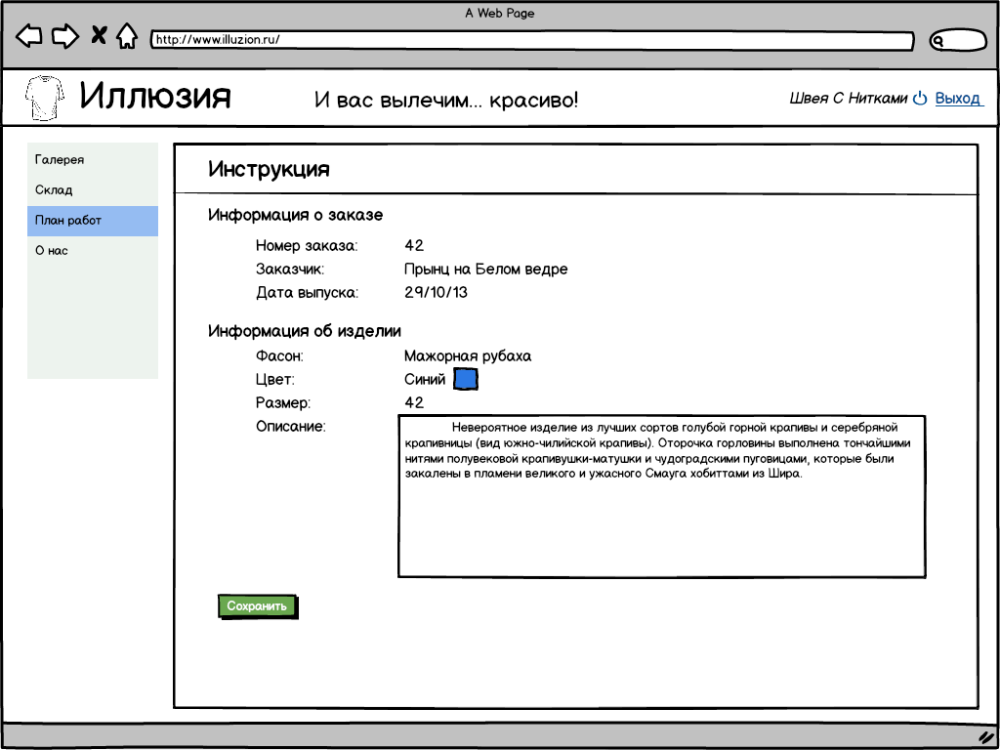 A Web Page
http://www.illuzion.ru/
Иллюзия
И вас вылечим... красиво!
Швея С Нитками
Выход
Галерея
Склад
План работ
О нас
Инструкция
Информация о заказе
Номер заказа: 42
Заказчик: Прынц на Белом ведре
Дата выпуска: 29/10/13
Информация об изделии
Фасон: Мажорная рубаха
Цвет: Синий
Размер: 42
Описание:
Невероятное изделие из лучших сортов голубой горной крапивы и серебряной
крапивницы (вид южно-чилийской крапивы). Оторочка горловины выполнена тончайшими
нитями полувековой крапивушки-матушки и чудоградскими пуговицами, которые были
закалены в пламени великого и ужасного Смауга хобиттами из Шира.
Сохранить